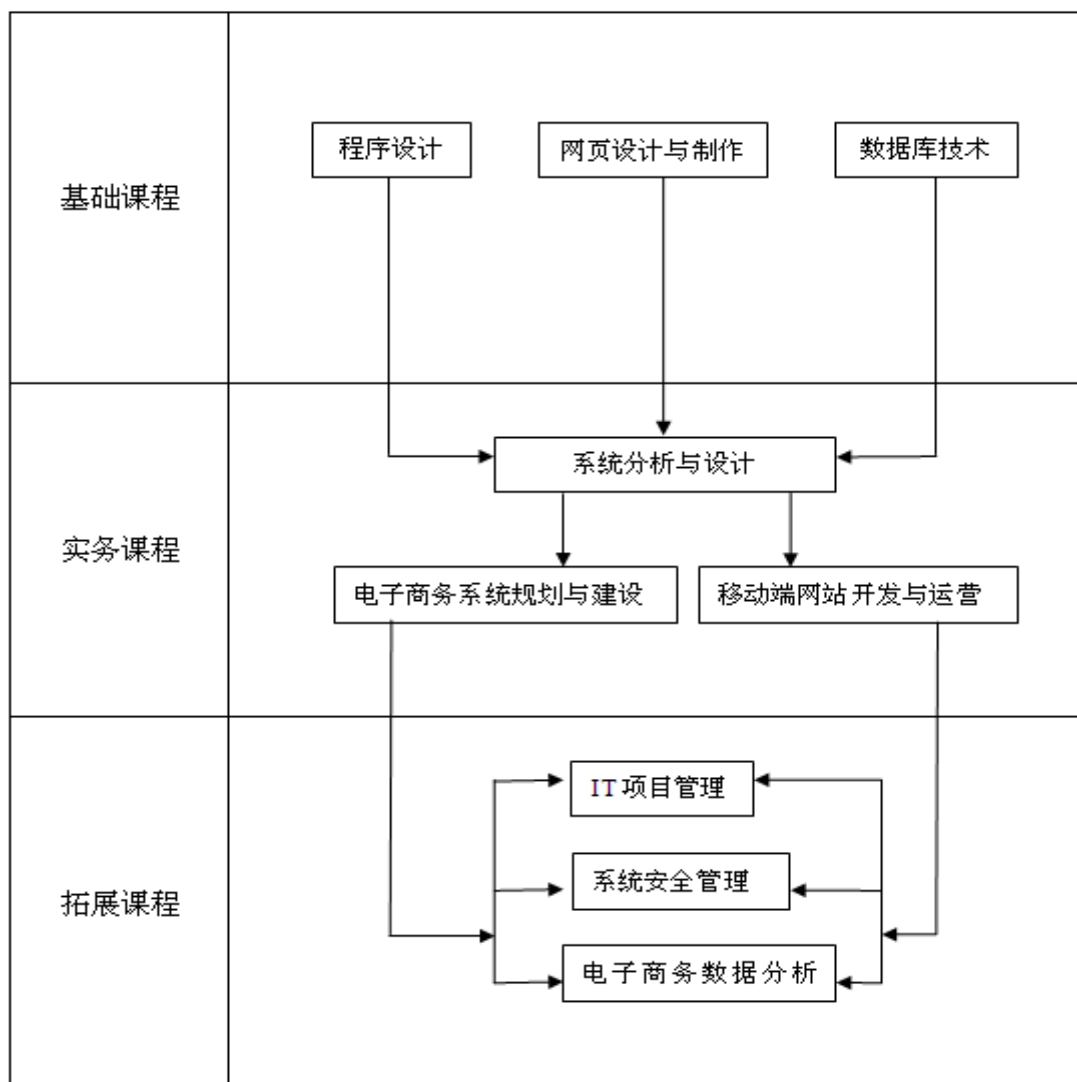 基础课程
程序设计
网页设计与制作
数据库技术
实务课程
系统分析与设计
电子商务系统规划与建设
移动端网站开发与运营
拓展课程
IT 项目管理
系统安全管理
电子商务数据分析